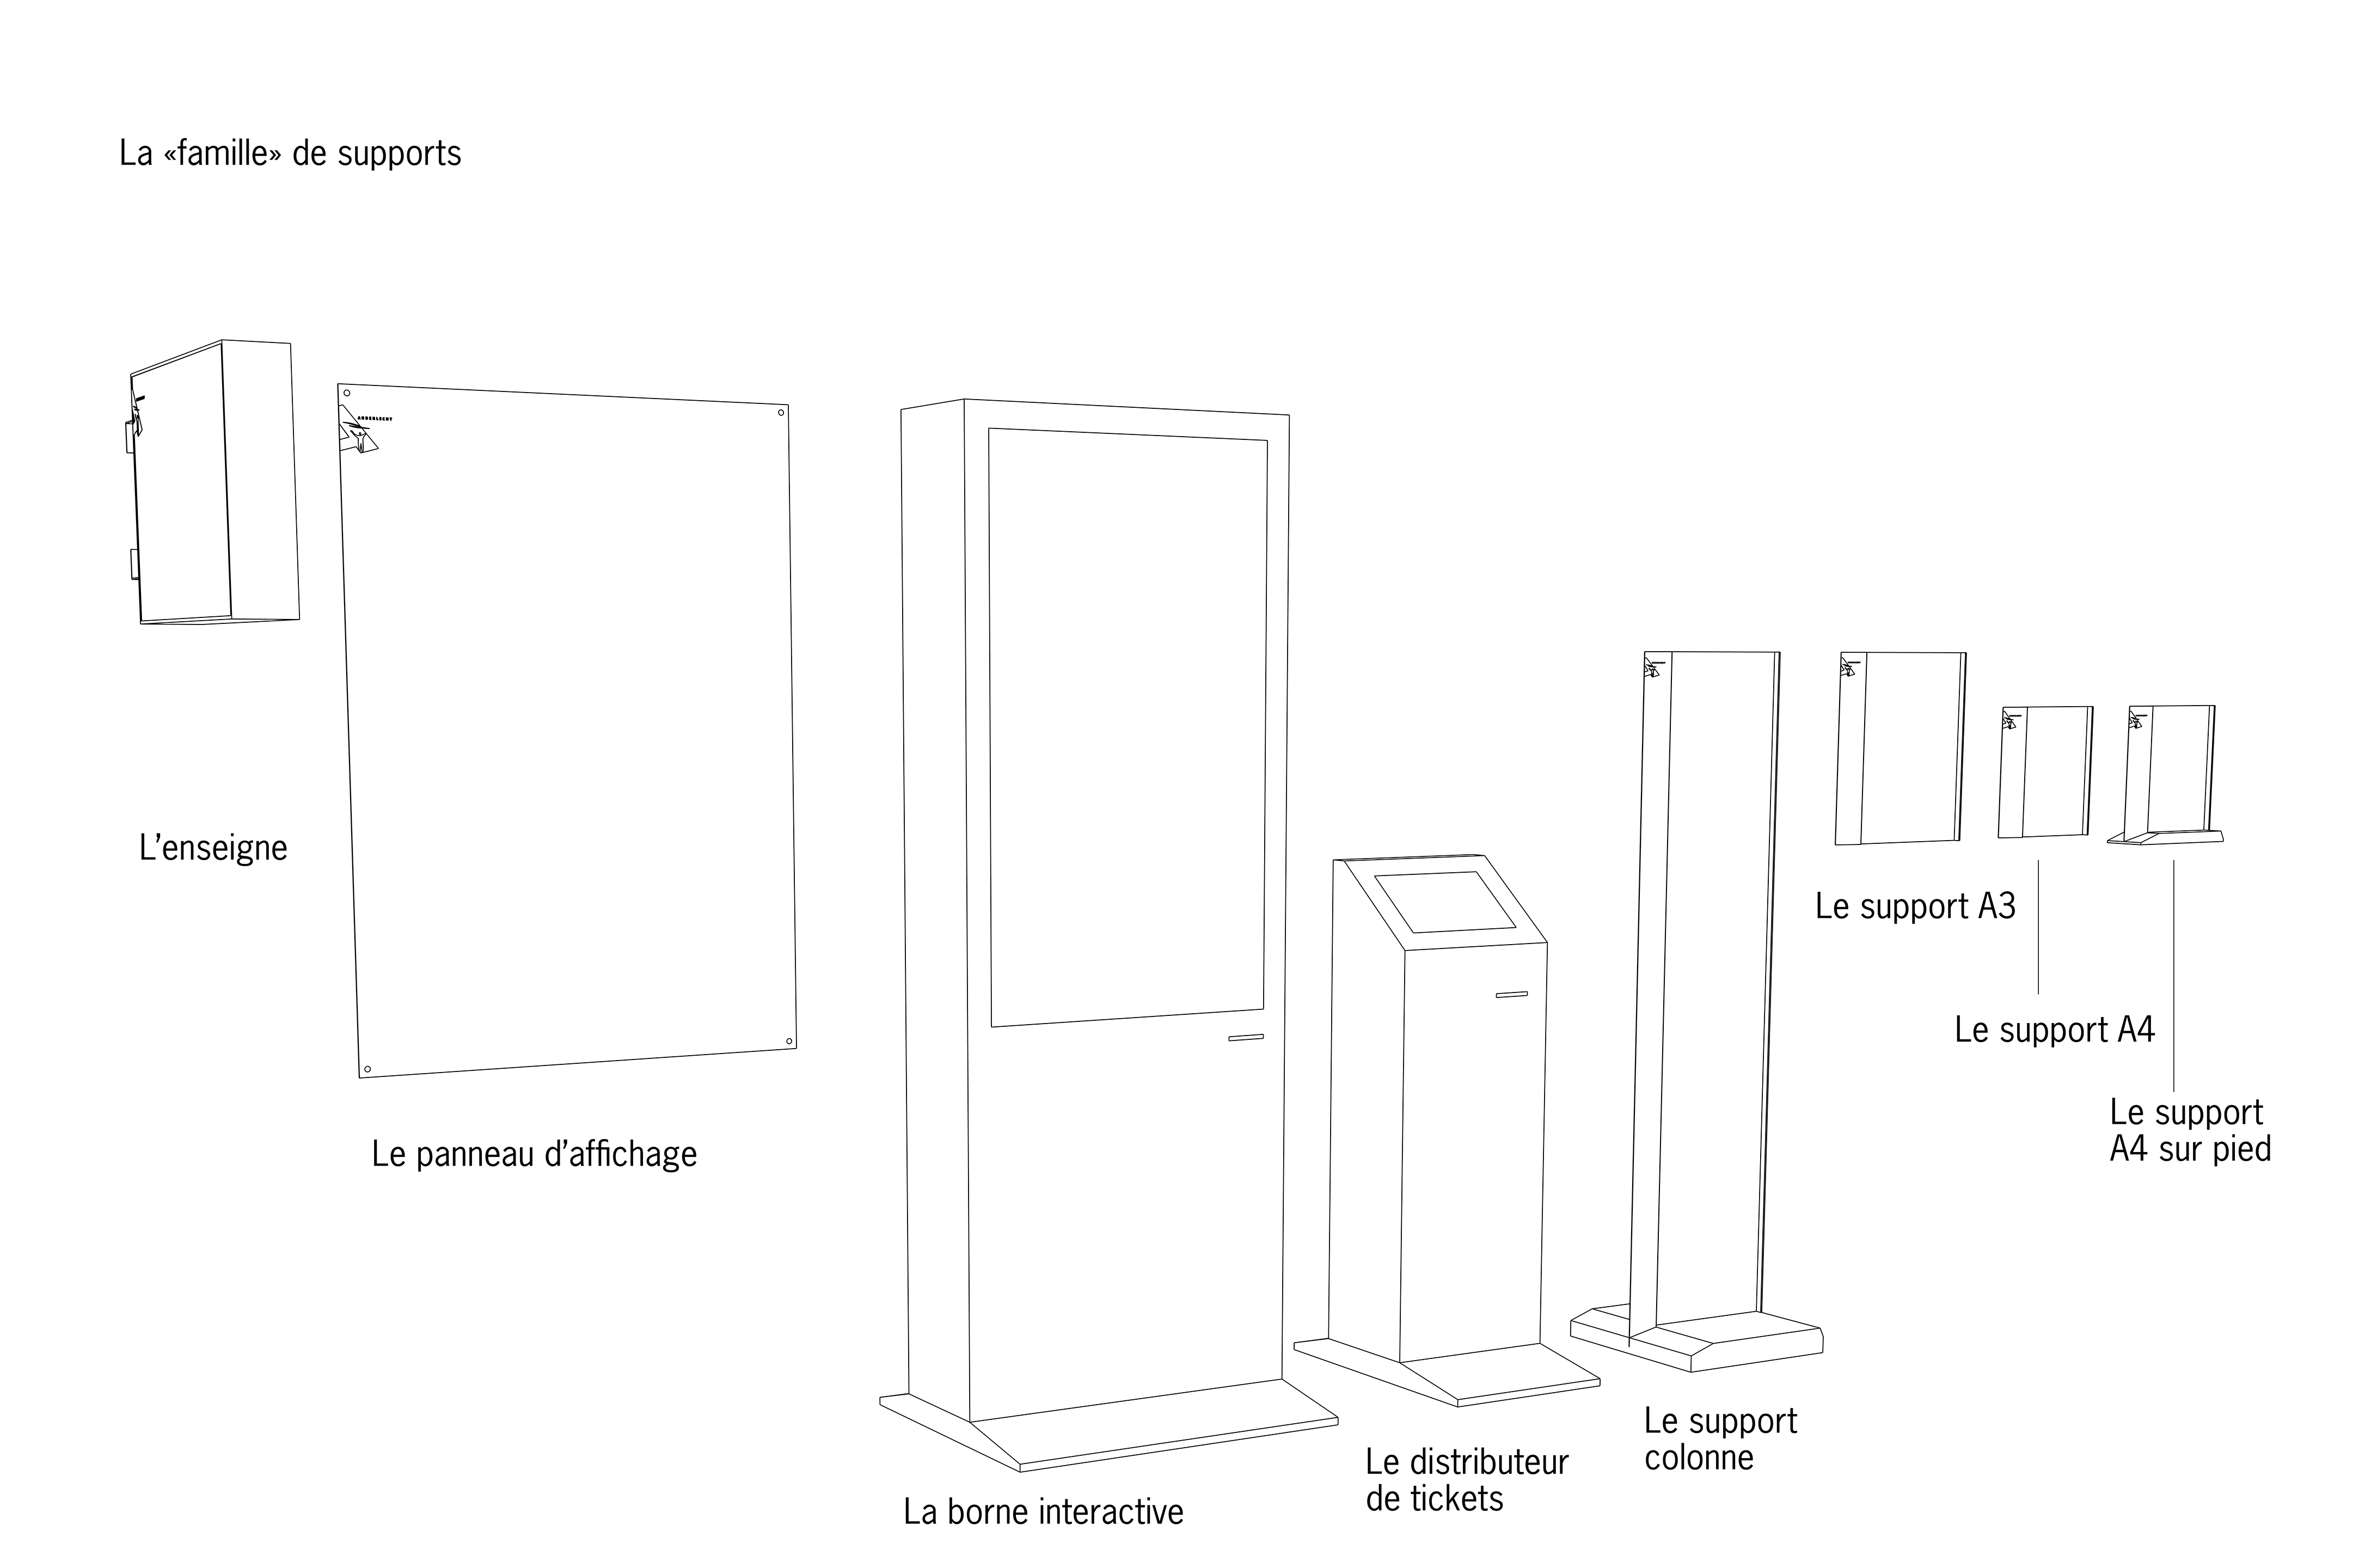 La «famille» de supports
ANDERLECHT
L’enseigne
Le panneau d’affichage
La borne interactive
Le distributeur
de tickets
Le support
colonne
Le support A3
Le support A4
Le support
A4 sur pied